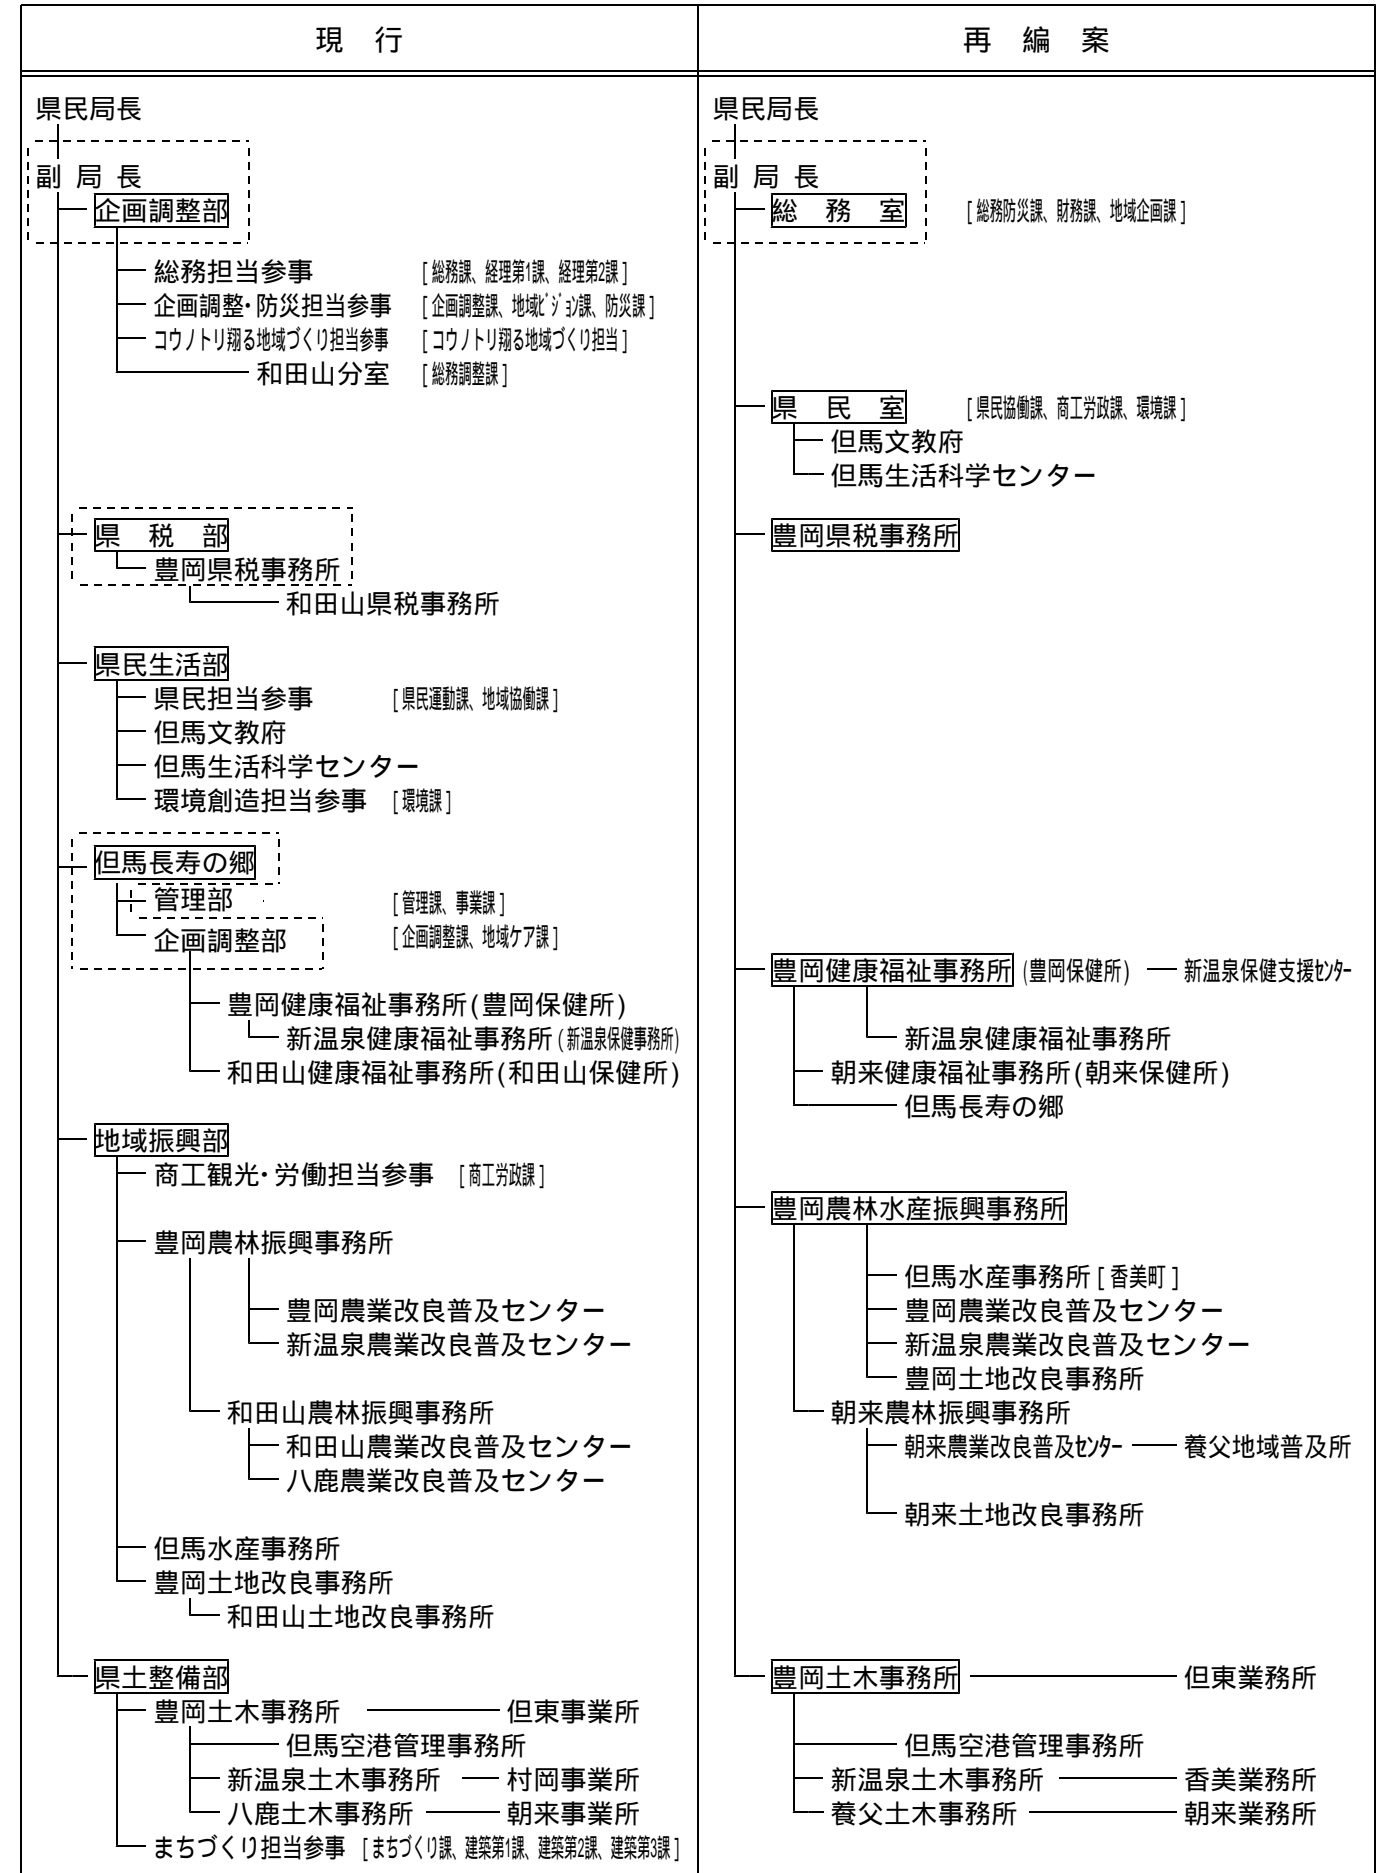 現 行
県民局長
副 局 長
企画調整部
総務担当参事 [総務課、経理第1課、経理第2課]
企画調整・防災担当参事 [企画調整課、地域ビジョン課、防災課]
コウノトリ翔る地域づくり担当参事 [コウノトリ翔る地域づくり担当]
和田山分室 [総務調整課]
県 税 部
豊岡県税事務所
和田山県税事務所
県民生活部
県民担当参事 [県民運動課、地域協働課]
但馬文教府
但馬生活科学センター
環境創造担当参事 [環境課]
但馬長寿の郷
管理部 [管理課、事業課]
企画調整部 [企画調整課、地域ケア課]
豊岡健康福祉事務所(豊岡保健所)
新温泉健康福祉事務所(新温泉保健事務所)
和田山健康福祉事務所(和田山保健所)
地域振興部
商工観光・労働担当参事 [商工労政課]
豊岡農林振興事務所
豊岡農業改良普及センター
新温泉農業改良普及センター
和田山農林振興事務所
和田山農業改良普及センター
八鹿農業改良普及センター
但馬水産事務所
豊岡土地改良事務所
和田山土地改良事務所
県土整備部
豊岡土木事務所 但東事業所
但馬空港管理事務所
新温泉土木事務所 村岡事業所
八鹿土木事務所 朝来事業所
まちづくり担当参事 [まちづくり課、建築第1課、建築第2課、建築第3課]
再 編 案
県民局長
副 局 長
総 務 室 [総務防災課、財務課、地域企画課]
県 民 室 [県民協働課、商工労政課、環境課]
但馬文教府
但馬生活科学センター
豊岡県税事務所
豊岡健康福祉事務所(豊岡保健所) 新温泉保健支援センター
新温泉健康福祉事務所
朝来健康福祉事務所(朝来保健所)
但馬長寿の郷
豊岡農林水産振興事務所
但馬水産事務所[香美町]
豊岡農業改良普及センター
新温泉農業改良普及センター
豊岡土地改良事務所
朝来農林振興事務所
朝来農業改良普及センター 養父地域普及所
朝来土地改良事務所
豊岡土木事務所 但東業務所
但馬空港管理事務所
新温泉土木事務所 香美業務所
養父土木事務所 朝来業務所